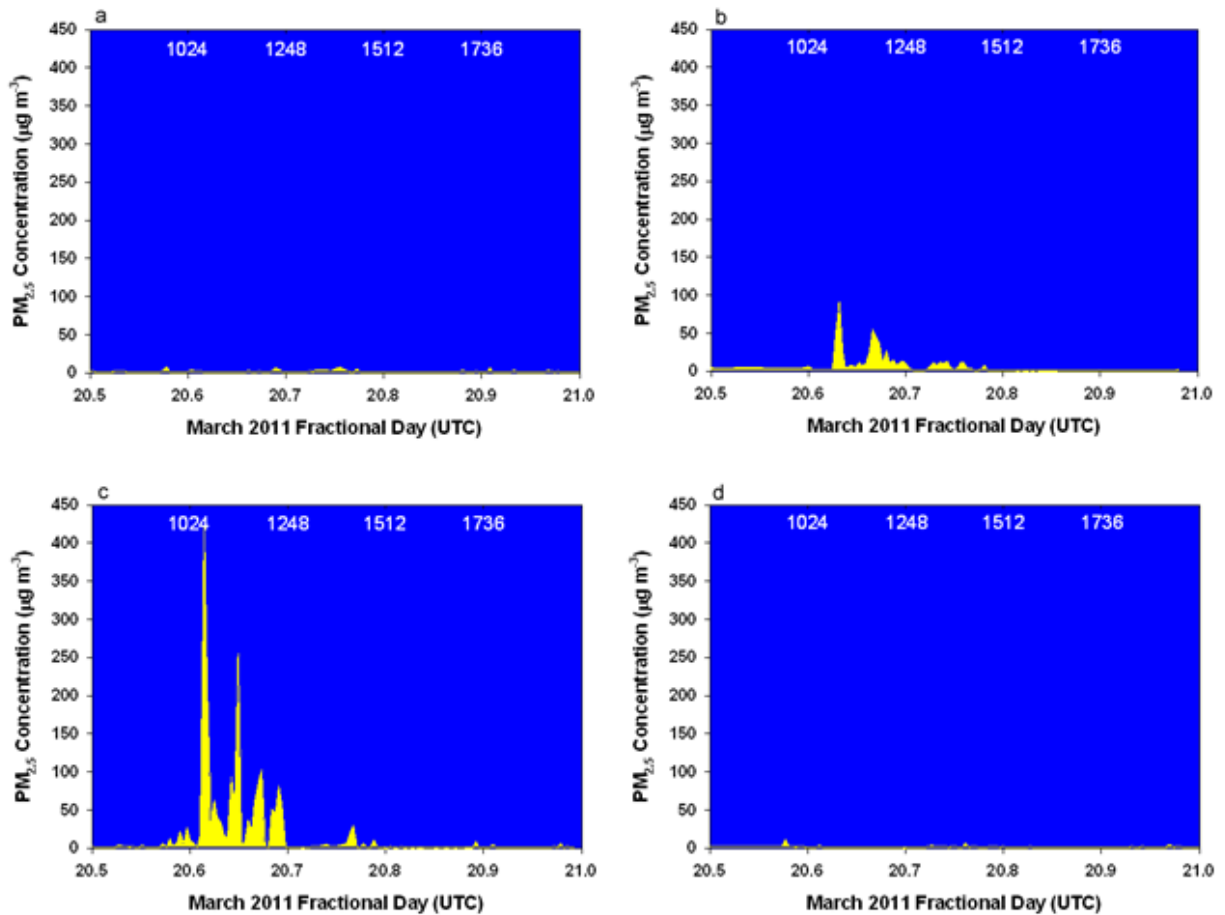 a
450
400
350
300
250
200
150
100
50
0
1024 1248 1512 1736
PM2.5 Concentration (µg m-3)
20.5 20.6 20.7 20.8 20.9 21.0
March 2011 Fractional Day (UTC)
b
450
400
350
300
250
200
150
100
50
0
1024 1248 1512 1736
PM2.5 Concentration (µg m-3)
20.5 20.6 20.7 20.8 20.9 21.0
March 2011 Fractional Day (UTC)
c
450
400
350
300
250
200
150
100
50
0
1024 1248 1512 1736
PM2.5 Concentration (µg m-3)
20.5 20.6 20.7 20.8 20.9 21.0
March 2011 Fractional Day (UTC)
d
450
400
350
300
250
200
150
100
50
0
1024 1248 1512 1736
PM2.5 Concentration (µg m-3)
20.5 20.6 20.7 20.8 20.9 21.0
March 2011 Fractional Day (UTC)